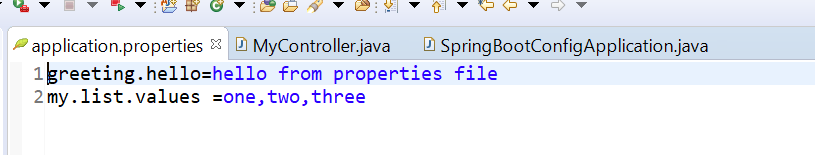 application.properties MyController.java SpringBootConfigApplication.java
1 greeting.hello=hello from properties file
2 my.list.values =one,two,three